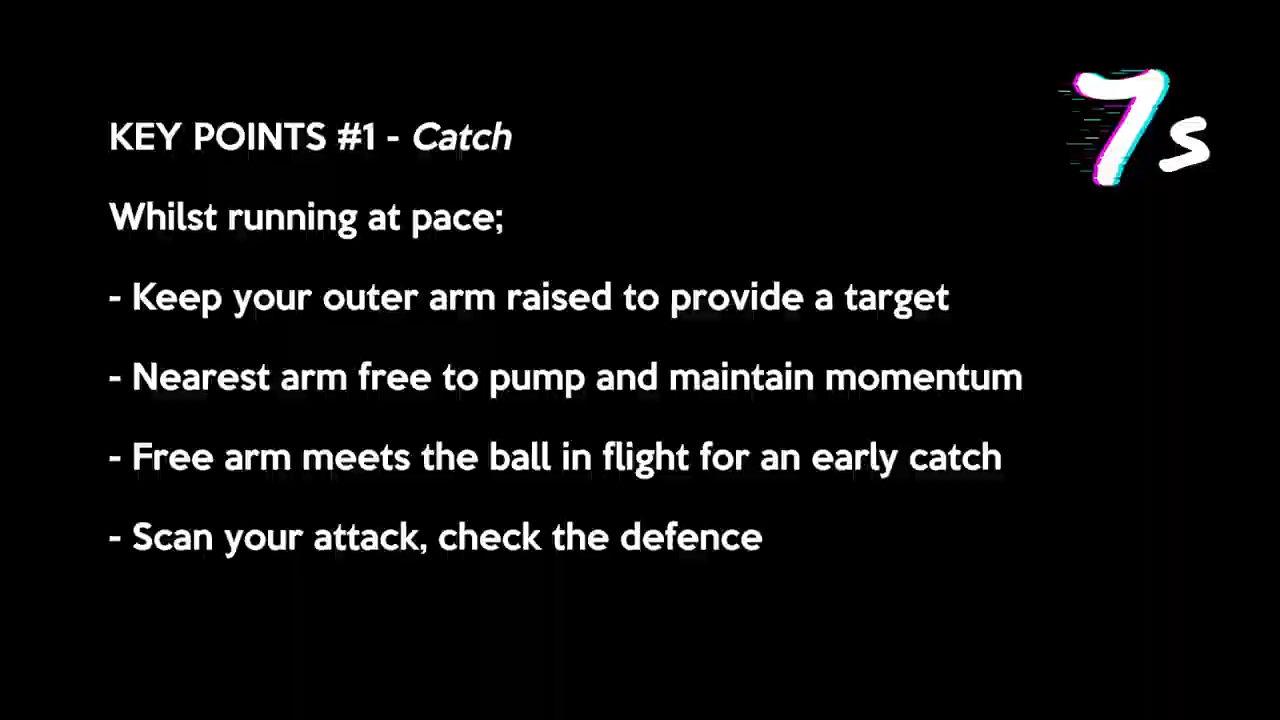 7s
KEY POINTS #1 - Catch
Whilst running at pace;
- Keep your outer arm raised to provide a target
- Nearest arm free to pump and maintain momentum
- Free arm meets the ball in flight for an early catch
- Scan your attack, check the defence